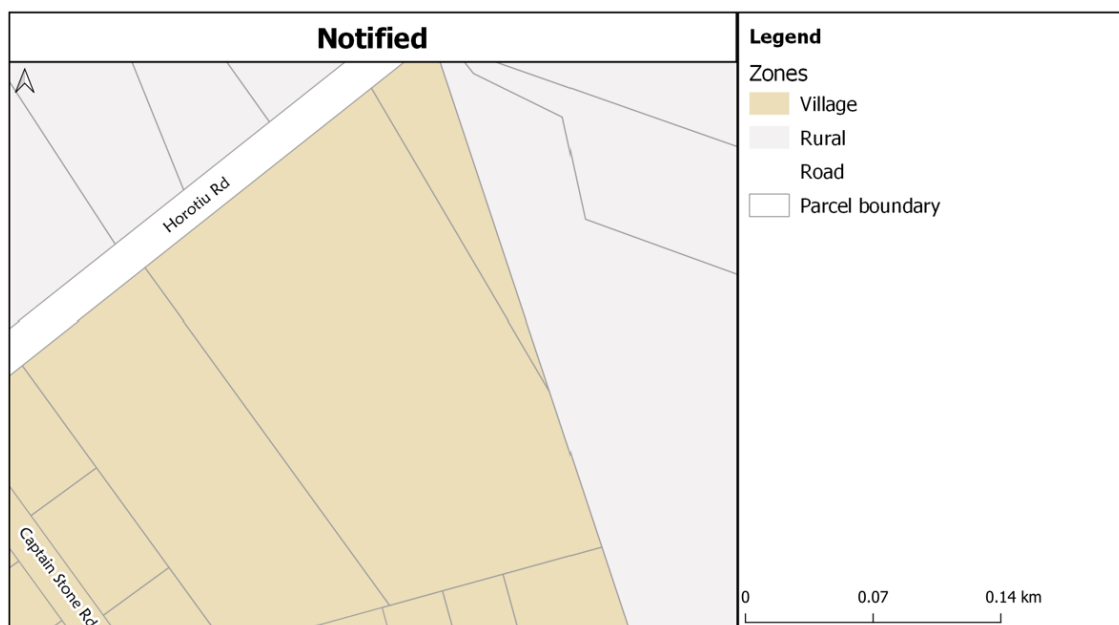 Notified
Horotiu Rd
Captain Stone Rd
Legend
Zones
Village
Rural
Road
Parcel boundary
0 0.07 0.14 km